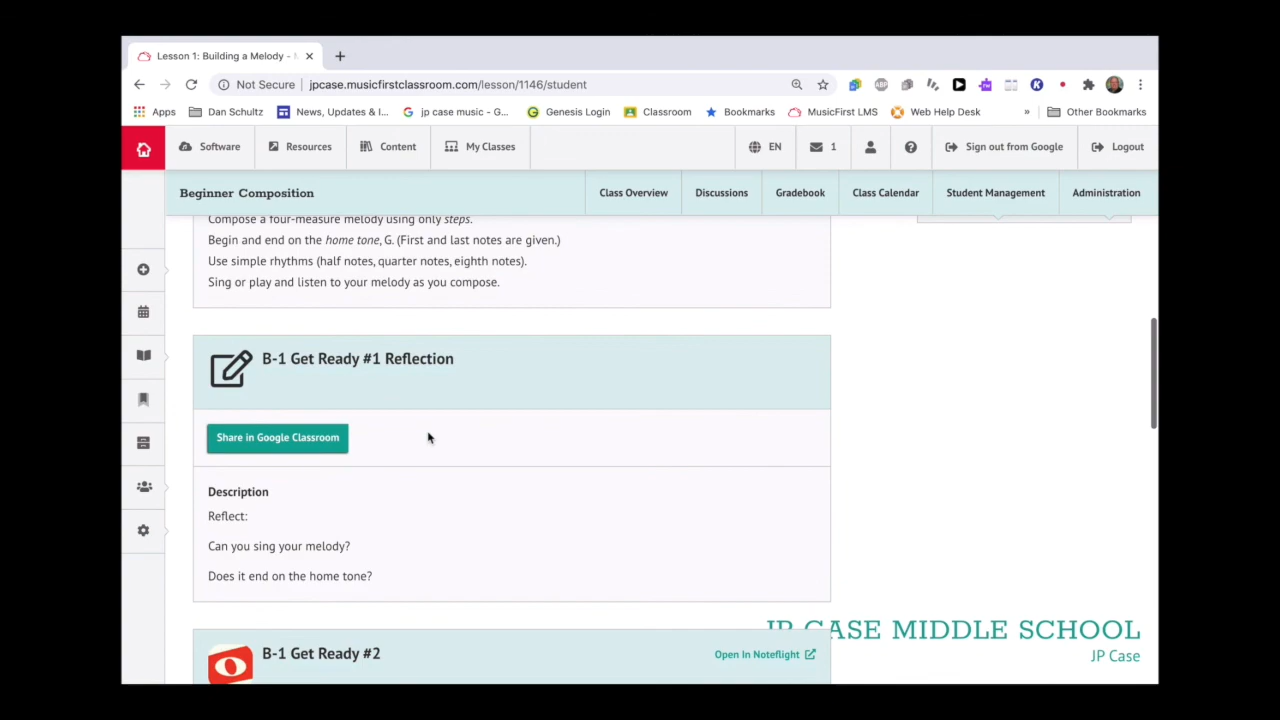 Lesson 1: Building a Melody -
Not Secure jpcase.musicfirstclassroom.com/lesson/1146/student
Apps Dan Schultz News, Updates & I... jp case music - G... Genesis Login Classroom Bookmarks MusicFirst LMS Web Help Desk » Other Bookmarks
Software Resources Content My Classes EN 1 Sign out from Google Logout
Beginner Composition Class Overview Discussions Gradebook Class Calendar Student Management Administration
Compose a four-measure melody using only steps.
Begin and end on the home tone, G. (First and last notes are given.)
Use simple rhythms (half notes, quarter notes, eighth notes).
Sing or play and listen to your melody as you compose.
B-1 Get Ready #1 Reflection
Share in Google Classroom
Description
Reflect:
Can you sing your melody?
Does it end on the home tone?
JP CASE MIDDLE SCHOOL
JP Case
B-1 Get Ready #2 Open In Noteflight